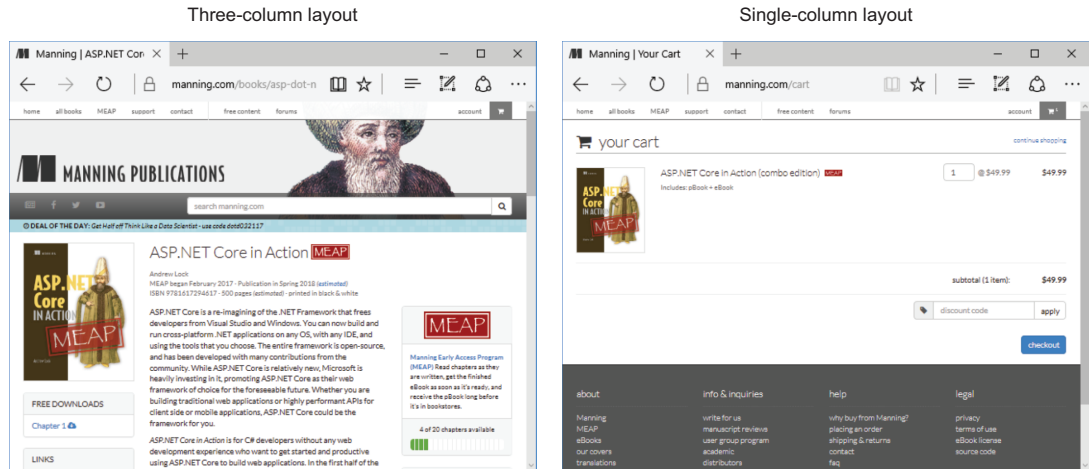 Three-column layout
Single-column layout
Manning | ASP.NET Cor
manning.com/books/asp-dot-n
home all books MEAP support contact free content forums account
MANNING PUBLICATIONS
search manning.com
DEAL OF THE DAY: Get Half off Think Like a Data Scientist - use code dotd032117
ASP.NET
Core
IN ACTION
MEAP
ASP.NET Core in Action MEAP
Andrew Lock
MEAP began February 2017 - Publication in Spring 2018 (estimated)
ISBN 9781617294617 - 500 pages (estimated) - printed in black & white
ASP.NET Core is a re-imagining of the .NET Framework that frees
developers from Visual Studio and Windows. You can now build and
run cross-platform .NET applications on any OS, with any IDE, and
using the tools that you choose. The entire framework is open-source,
and has been developed with many contributions from the
community. While ASP.NET Core is relatively new, Microsoft is
heavily investing in it, promoting ASP.NET Core as their web
framework of choice for the foreseeable future. Whether you are
building traditional web applications or highly performant APIs for
client side or mobile applications, ASP.NET Core could be the
framework for you.
ASP.NET Core in Action is for C# developers without any web
development experience who want to get started and productive
using ASP.NET Core to build web applications. In the first half of the
FREE DOWNLOADS
Chapter 1
LINKS
MEAP
Manning Early Access Program
(MEAP) Read chapters as they
are written, get the finished
eBook as soon as it's ready, and
receive the pBook long before
it's in bookstores.
4 of 20 chapters available
Manning | Your Cart
manning.com/cart
home all books MEAP support contact free content forums account
your cart
continue shopping
ASP.NET
Core
IN ACTION
MEAP
ASP.NET Core in Action (combo edition) MEAP
Includes: pBook + eBook
1 @ $49.99 $49.99
subtotal (1 item): $49.99
discount code apply
checkout
about info & inquiries help legal
Manning write for us why buy from Manning? privacy
MEAP manuscript reviews placing an order terms of use
eBooks user group program shipping & returns eBook license
our covers academic contact source code
translations distributors faq